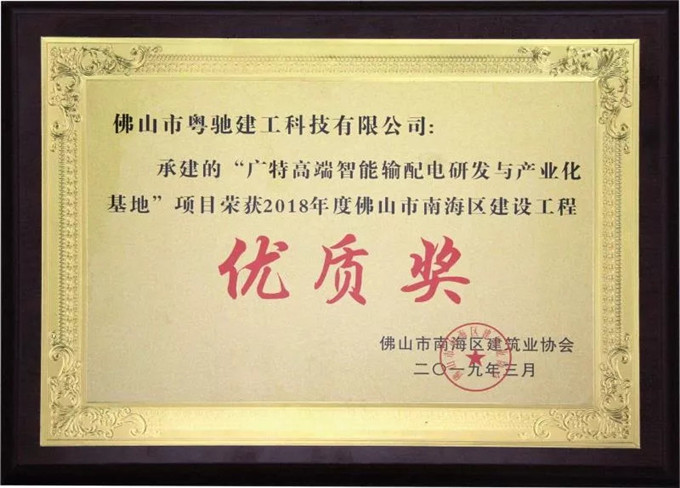 佛山市粤驰建工科技有限公司：
承建的“广特高端智能输配电研发与产业化
基地”项目荣获2018年度佛山市南海区建设工程
优质奖
佛山市南海区建筑业协会
二〇一九年三月